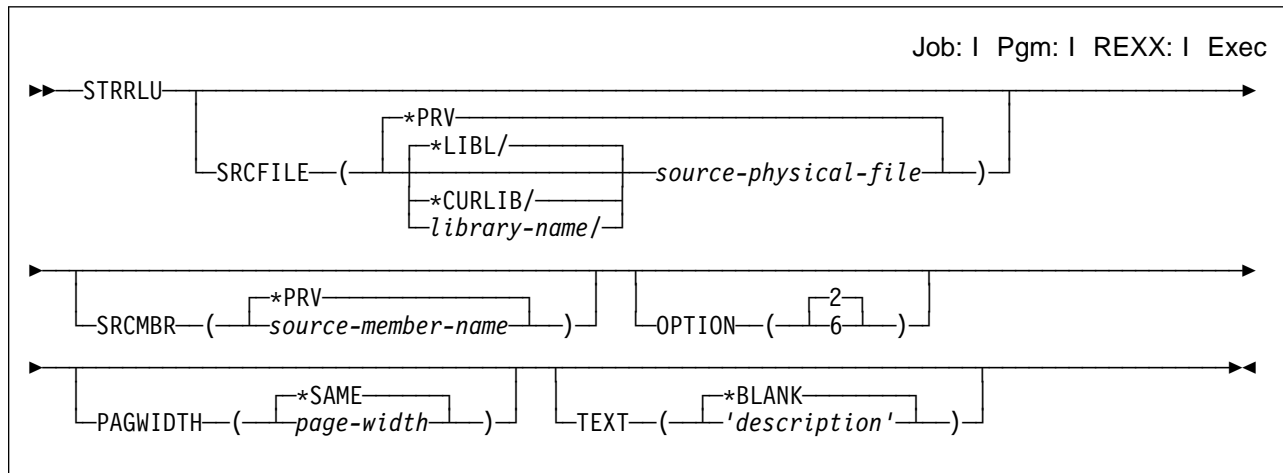 Job: I Pgm: I REXX: I Exec
STRRLU
*PRV
*LIBL/
SRCFILE ( source-physical-file )
*CURLIB/
library-name/
*PRV 2
SRCMBR ( source-member-name ) OPTION ( 6 )
*SAME *BLANK
PAGWIDTH ( page-width ) TEXT ( 'description' )